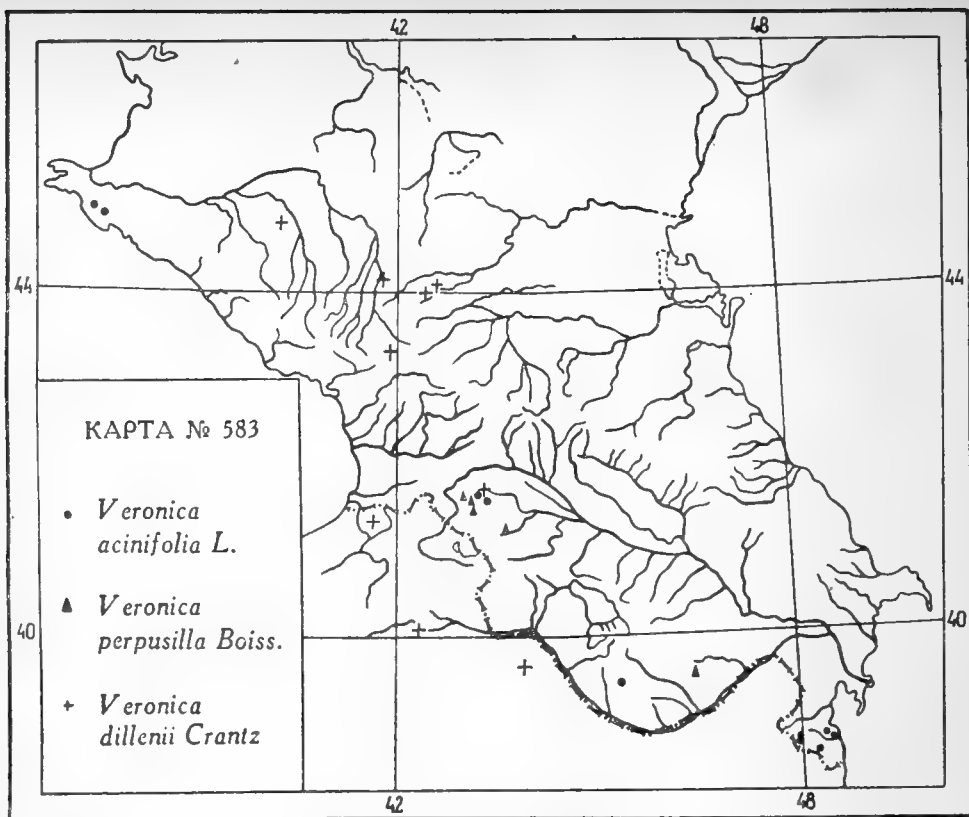 42 48
44 44
КАРТА № 583
• Veronica
acinifolia L.
▲ Veronica
perpusilla Boiss.
+ Veronica
dillenii Crantz
40 40
42 48